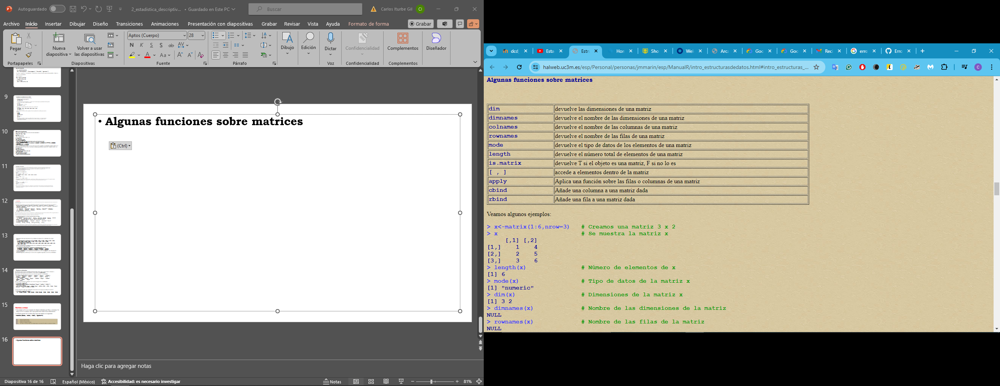 Autoguardado
2_estadistica_descriptiv... • Guardado en Este PC
Buscar
Carlos Iturbe Gil
CI
Archivo Inicio Insertar Dibujar Diseño Transiciones Animaciones Presentación con diapositivas Grabar Revisar Vista Ayuda Formato de forma
Grabar
Pegar
Portapapeles
Nueva diapositiva
Volver a usar las diapositivas
Diapositivas
Aptos (Cuerpo) 28
N K S S ab AV
A Aa A A A
Fuente
Párrafo
Dibujo
Edición
Dictar
Voz
Confidencialidad
Confidencialidad
Complementos
Complementos
Diseñador
9
10
11
12
13
14
15
16
• Algunas funciones sobre matrices
(Ctrl)
Haga clic para agregar notas
Diapositiva 16 de 16 Español (México) Accesibilidad: es necesario investigar Notas 81%
dcd_ Esta Estru Hon Sho Wel Arca Goo Goo Reci erro Erro
halweb.uc3m.es/esp/Personal/personas/jmmarin/esp/ManualR/intro_estructurasdedatos.html#intro_estructuras_...
C
Algunas funciones sobre matrices
dim devuelve las dimensiones de una matriz
dimnames devuelve el nombre de las dimensiones de una matriz
colnames devuelve el nombre de las columnas de una matriz
rownames devuelve el nombre de las filas de una matriz
mode devuelve el tipo de datos de los elementos de una matriz
length devuelve el número total de elementos de una matriz
is.matrix devuelve T si el objeto es una matriz, F si no lo es
[ , ] accede a elementos dentro de la matriz
apply Aplica una función sobre las filas o columnas de una matriz
cbind Añade una columna a una matriz dada
rbind Añade una fila a una matriz dada
Veamos algunos ejemplos:
> x<-matrix(1:6,nrow=3) # Creamos una matriz 3 x 2
> x # Se muestra la matriz x
[,1] [,2]
[1,] 1 4
[2,] 2 5
[3,] 3 6
> length(x) # Número de elementos de x
[1] 6
> mode(x) # Tipo de datos de la matriz x
[1] "numeric"
> dim(x) # Dimensiones de la matriz x
[1] 3 2
> dimnames(x) # Nombre de las dimensiones de la matriz
NULL
> rownames(x) # Nombre de las filas de la matriz
NULL